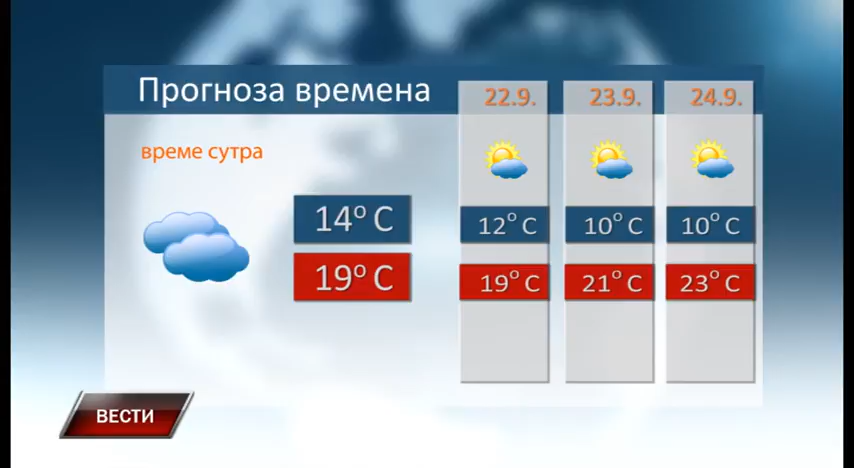 Прогноза времена
време сутра
14° C
19° C
22.9.
12° C
19° C
23.9.
10° C
21° C
24.9.
10° C
23° C
ВЕСТИ